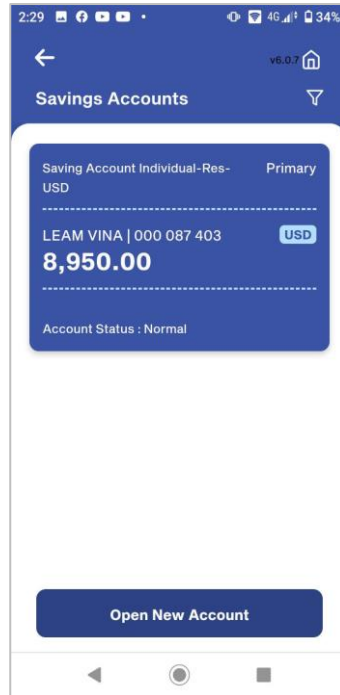 2:29 4G 34%
v6.0.7
Savings Accounts
Saving Account Individual-Res- Primary
USD
LEAM VINA | 000 087 403 USD
8,950.00
Account Status : Normal
Open New Account